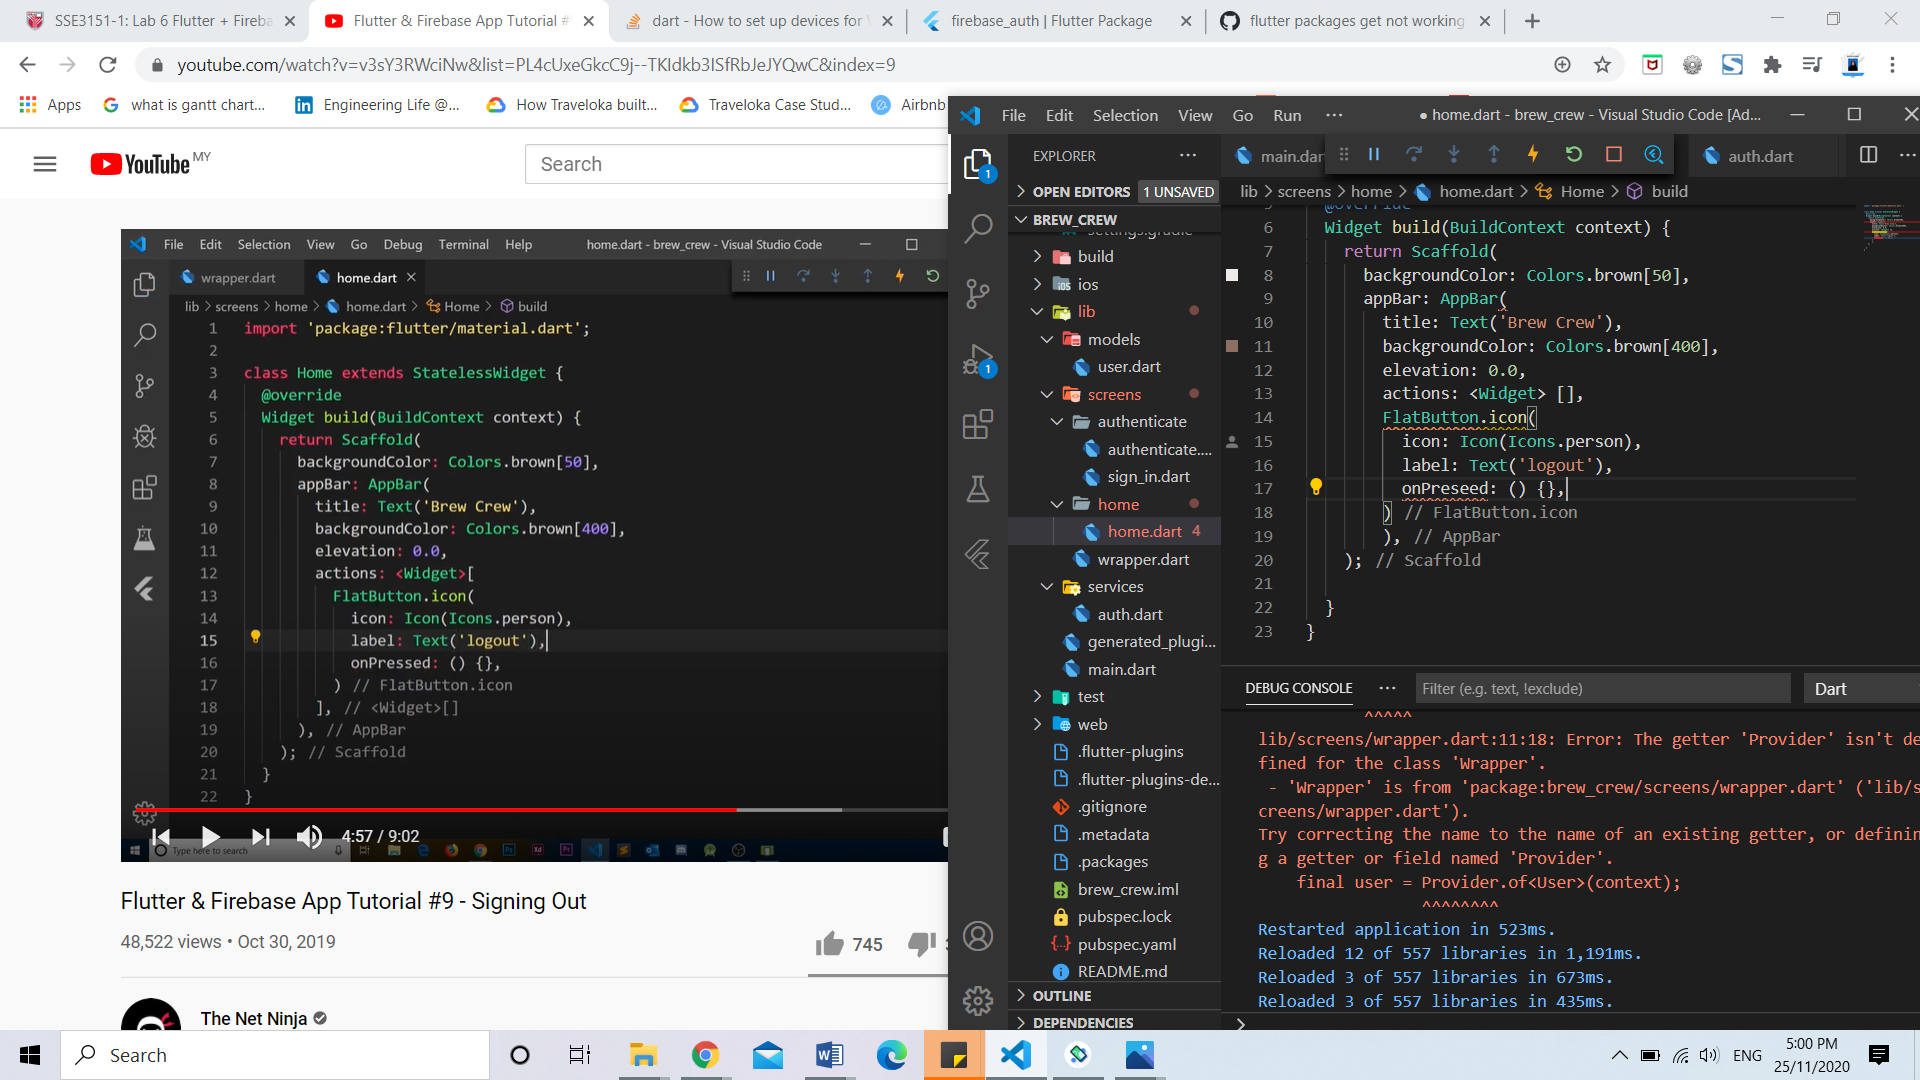 SSE3151-1: Lab 6 Flutter + Fireba
Flutter & Firebase App Tutorial #
dart - How to set up devices for
firebase_auth | Flutter Package
flutter packages get not working
youtube.com/watch?v=v3sY3RWciNw&list=PL4cUxeGkcC9j--TKIdkb3ISfRbJeJYQwC&index=9
Apps
what is gantt chart...
Engineering Life @...
How Traveloka built...
Traveloka Case Stud...
Airbnb
YouTube MY
Search
File Edit Selection View Go Debug Terminal Help
home.dart - brew_crew - Visual Studio Code
wrapper.dart
home.dart
lib > screens > home > home.dart > Home > build
1 import 'package:flutter/material.dart';
2
3 class Home extends StatelessWidget {
4 @override
5 Widget build(BuildContext context) {
6 return Scaffold(
7 backgroundColor: Colors.brown[50],
8 appBar: AppBar(
9 title: Text('Brew Crew'),
10 backgroundColor: Colors.brown[400],
11 elevation: 0.0,
12 actions: <Widget>[
13 FlatButton.icon(
14 icon: Icon(Icons.person),
15 label: Text('logout'),
16 onPressed: () {},
17 ) // FlatButton.icon
18 ], // <Widget>[]
19 ), // AppBar
20 ); // Scaffold
21 }
22 }
4:57 / 9:02
Type here to search
Flutter & Firebase App Tutorial #9 - Signing Out
48,522 views • Oct 30, 2019
745
The Net Ninja
File Edit Selection View Go Run ···
● home.dart - brew_crew - Visual Studio Code [Ad...
EXPLORER
OPEN EDITORS 1 UNSAVED
BREW_CREW
settings.gradle
build
ios
lib
models
user.dart
screens
authenticate
authenticate....
sign_in.dart
home
home.dart 4
wrapper.dart
services
auth.dart
generated_plugi...
main.dart
test
web
.flutter-plugins
.flutter-plugins-de...
.gitignore
.metadata
.packages
brew_crew.iml
pubspec.lock
pubspec.yaml
README.md
OUTLINE
DEPENDENCIES
1
1
main.dar
auth.dart
lib > screens > home > home.dart > Home > build
5 @override
6 Widget build(BuildContext context) {
7 return Scaffold(
8 backgroundColor: Colors.brown[50],
9 appBar: AppBar(
10 title: Text('Brew Crew'),
11 backgroundColor: Colors.brown[400],
12 elevation: 0.0,
13 actions: <Widget> [],
14 FlatButton.icon(
15 icon: Icon(Icons.person),
16 label: Text('logout'),
17 onPreseed: () {},
18 ) // FlatButton.icon
19 ), // AppBar
20 ); // Scaffold
21
22 }
23 }
DEBUG CONSOLE
Filter (e.g. text, !exclude)
Dart
^^^^^
lib/screens/wrapper.dart:11:18: Error: The getter 'Provider' isn't de
fined for the class 'Wrapper'.
- 'Wrapper' is from 'package:brew_crew/screens/wrapper.dart' ('lib/s
creens/wrapper.dart').
Try correcting the name to the name of an existing getter, or definin
g a getter or field named 'Provider'.
final user = Provider.of<User>(context);
^^^^^^^^
Restarted application in 523ms.
Reloaded 12 of 557 libraries in 1,191ms.
Reloaded 3 of 557 libraries in 673ms.
Reloaded 3 of 557 libraries in 435ms.
Search
ENG
5:00 PM
25/11/2020